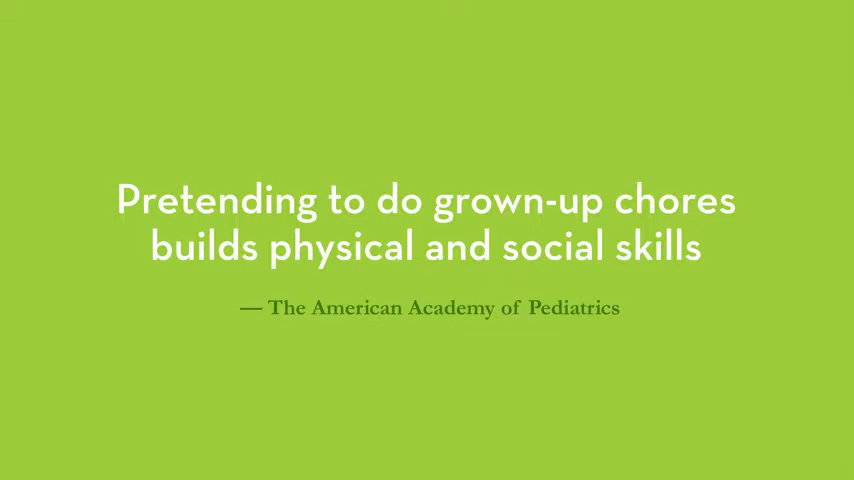 Pretending to do grown-up chores
builds physical and social skills
— The American Academy of Pediatrics